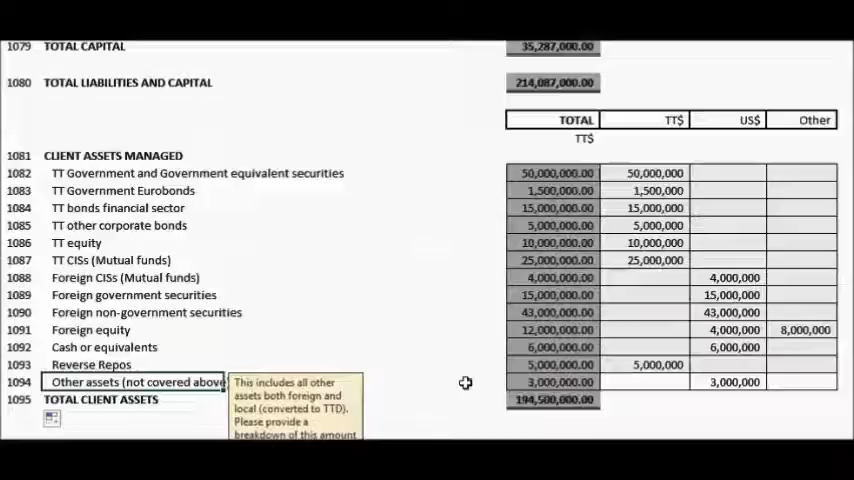 1079 TOTAL CAPITAL 35,287,000.00
1080 TOTAL LIABILITIES AND CAPITAL 214,087,000.00
TOTAL TT$ US$ Other
TT$
1081 CLIENT ASSETS MANAGED
1082 TT Government and Government equivalent securities 50,000,000.00 50,000,000
1083 TT Government Eurobonds 1,500,000.00 1,500,000
1084 TT bonds financial sector 15,000,000.00 15,000,000
1085 TT other corporate bonds 5,000,000.00 5,000,000
1086 TT equity 10,000,000.00 10,000,000
1087 TT CISs (Mutual funds) 25,000,000.00 25,000,000
1088 Foreign CISs (Mutual funds) 4,000,000.00 4,000,000
1089 Foreign government securities 15,000,000.00 15,000,000
1090 Foreign non-government securities 43,000,000.00 43,000,000
1091 Foreign equity 12,000,000.00 4,000,000 8,000,000
1092 Cash or equivalents 6,000,000.00 6,000,000
1093 Reverse Repos 5,000,000.00 5,000,000
1094 Other assets (not covered above) 3,000,000.00 3,000,000
1095 TOTAL CLIENT ASSETS 194,500,000.00
This includes all other
assets both foreign and
local (converted to TTD).
Please provide a
breakdown of this amount